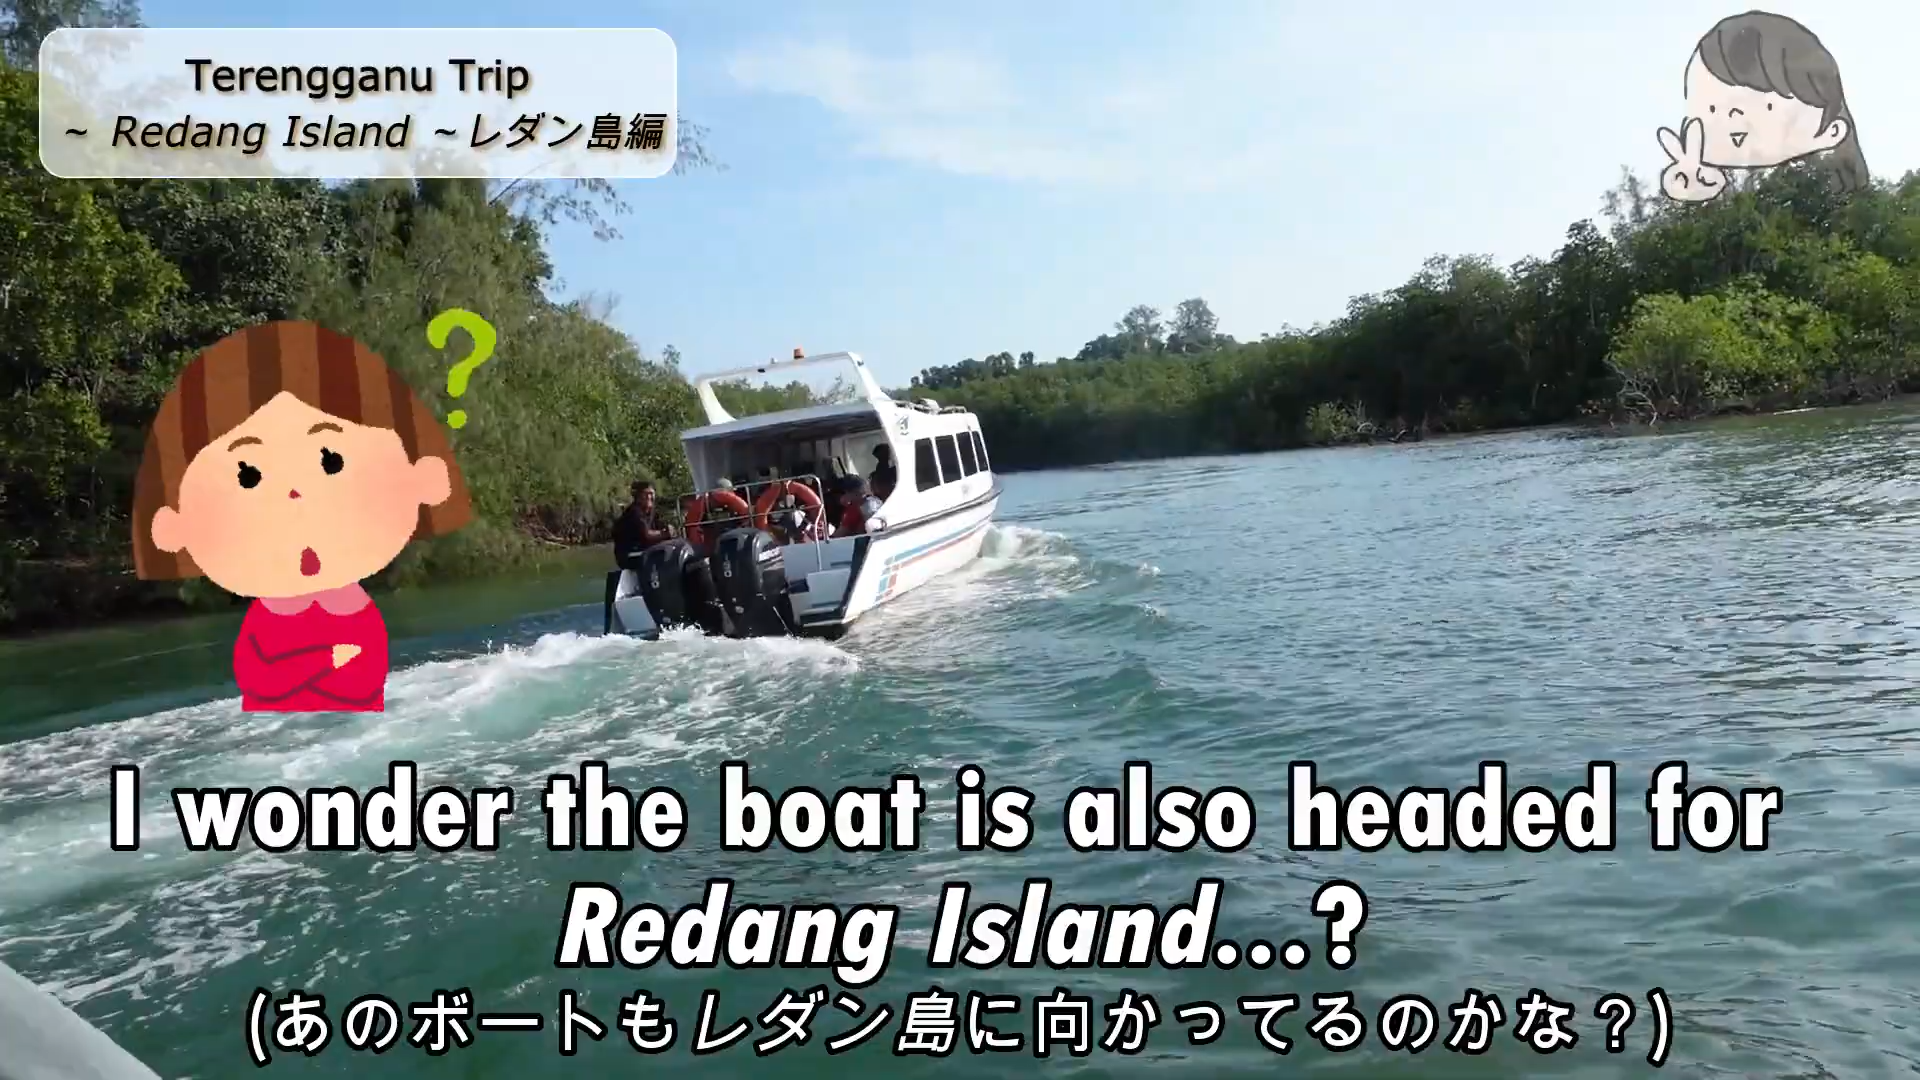 Terengganu Trip
~ Redang Island ~レダン島編
I wonder the boat is also headed for
Redang Island...?
(あのボートもレダン島に向かってるのかな？)